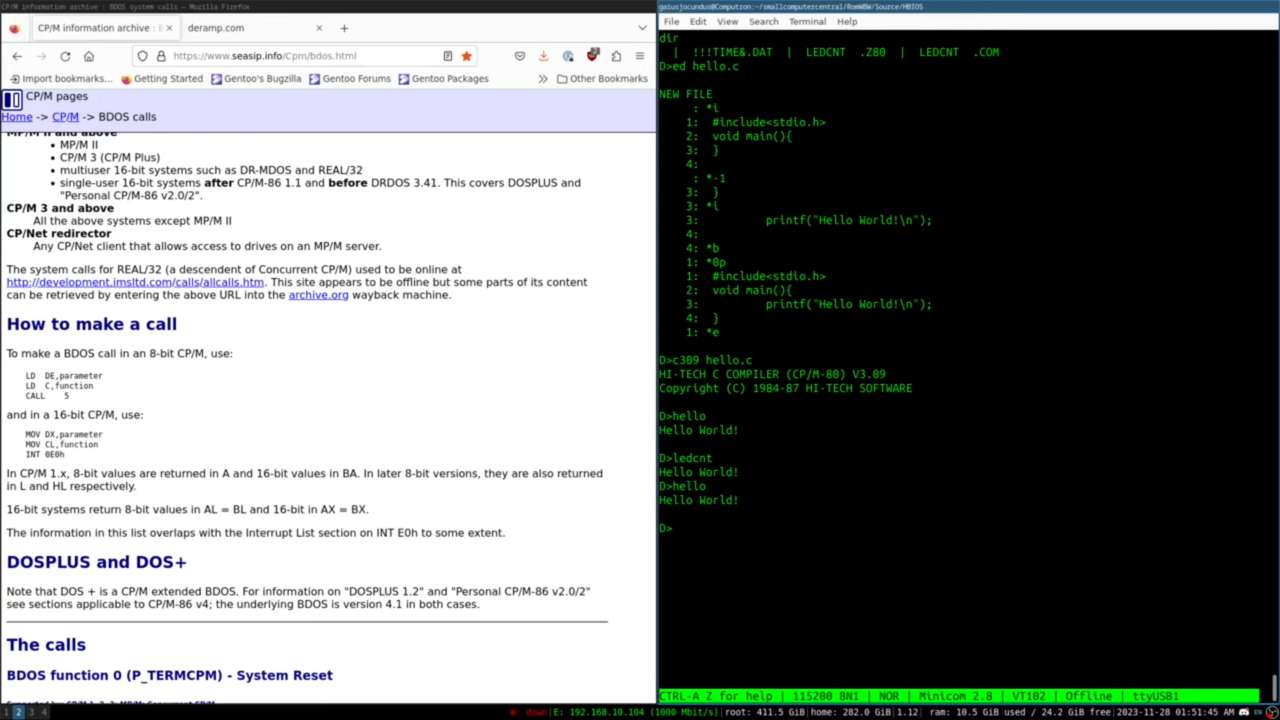 CP/M information archive : BDOS system calls — Mozilla Firefox
CP/M information archive : B
deramp.com
https://www.seasip.info/Cpm/bdos.html
Import bookmarks... Getting Started Gentoo's Bugzilla Gentoo Forums Gentoo Packages Other Bookmarks
CP/M pages
Home -> CP/M -> BDOS calls
MP/M II and above
• MP/M II
• CP/M 3 (CP/M Plus)
• multiuser 16-bit systems such as DR-MDOS and REAL/32
• single-user 16-bit systems after CP/M-86 1.1 and before DRDOS 3.41. This covers DOSPLUS and
"Personal CP/M-86 v2.0/2".
CP/M 3 and above
All the above systems except MP/M II
CP/Net redirector
Any CP/Net client that allows access to drives on an MP/M server.
The system calls for REAL/32 (a descendent of Concurrent CP/M) used to be online at
http://development.imsltd.com/calls/allcalls.htm. This site appears to be offline but some parts of its content
can be retrieved by entering the above URL into the archive.org wayback machine.
How to make a call
To make a BDOS call in an 8-bit CP/M, use:
LD DE,parameter
LD C,function
CALL 5
and in a 16-bit CP/M, use:
MOV DX,parameter
MOV CL,function
INT 0E0h
In CP/M 1.x, 8-bit values are returned in A and 16-bit values in BA. In later 8-bit versions, they are also returned
in L and HL respectively.
16-bit systems return 8-bit values in AL = BL and 16-bit in AX = BX.
The information in this list overlaps with the Interrupt List section on INT E0h to some extent.
DOSPLUS and DOS+
Note that DOS + is a CP/M extended BDOS. For information on "DOSPLUS 1.2" and "Personal CP/M-86 v2.0/2"
see sections applicable to CP/M-86 v4; the underlying BDOS is version 4.1 in both cases.
The calls
BDOS function 0 (P_TERMCPM) - System Reset
gaiusjocundus@Computron:~/smallcomputercentral/RomWBW/Source/HBIOS
File Edit View Search Terminal Help
dir
| !!!TIME&.DAT | LEDCNT .Z80 | LEDCNT .COM
D>ed hello.c
NEW FILE
: *i
1: #include<stdio.h>
2: void main(){
3: }
4:
: *-1
3: }
3: *i
3: printf("Hello World!\n");
4:
4: *b
1: *0p
1: #include<stdio.h>
2: void main(){
3: printf("Hello World!\n");
4: }
1: *e
D>c309 hello.c
HI-TECH C COMPILER (CP/M-80) V3.09
Copyright (C) 1984-87 HI-TECH SOFTWARE
D>hello
Hello World!
D>ledcnt
Hello World!
D>hello
Hello World!
D>
CTRL-A Z for help | 115200 8N1 | NOR | Minicom 2.8 | VT102 | Offline | ttyUSB1
1 2 3 4 W: down| E: 192.168.10.104 (1000 Mbit/s)| root: 411.5 GiB| home: 282.0 GiB| 1.12 | ram: 10.5 GiB used / 24.2 GiB free | 2023-11-28 01:51:45 AM EN